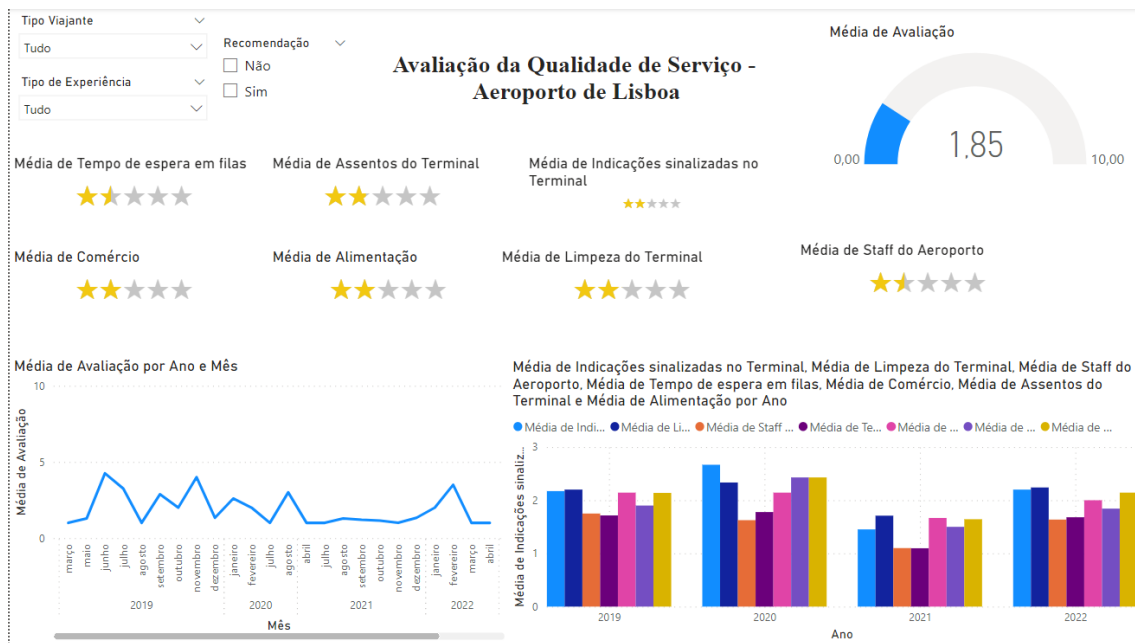 Tipo Viajante
Tudo
Tipo de Experiência
Tudo
Recomendação
Não
Sim
Avaliação da Qualidade de Serviço -
Aeroporto de Lisboa
Média de Avaliação
1,85
0,00
10,00
Média de Tempo de espera em filas
Média de Assentos do Terminal
Média de Indicações sinalizadas no
Terminal
Média de Comércio
Média de Alimentação
Média de Limpeza do Terminal
Média de Staff do Aeroporto
Média de Avaliação por Ano e Mês
Média de Avaliação
10
5
0
março
maio
junho
julho
agosto
setembro
outubro
novembro
dezembro
janeiro
fevereiro
julho
agosto
abril
julho
agosto
setembro
outubro
novembro
dezembro
janeiro
fevereiro
março
abril
2019
2020
2021
2022
Mês
Média de Indicações sinalizadas no Terminal, Média de Limpeza do Terminal, Média de Staff do
Aeroporto, Média de Tempo de espera em filas, Média de Comércio, Média de Assentos do
Terminal e Média de Alimentação por Ano
Média de Indi... Média de Li... Média de Staff ... Média de Te... Média de ... Média de ... Média de ...
Média de Indicações sinaliz...
3
2
1
0
2019
2020
2021
2022
Ano